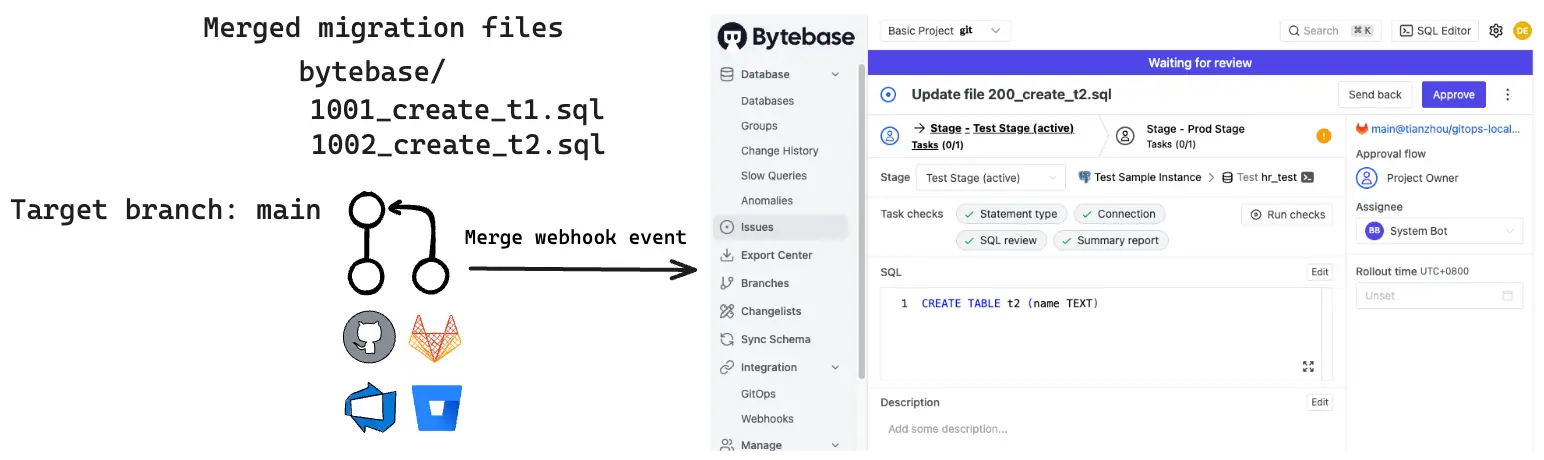 Merged migration files
bytebase/
1001_create_t1.sql
1002_create_t2.sql
Target branch: main
Merge webhook event
Bytebase
Database
Databases
Groups
Change History
Slow Queries
Anomalies
Issues
Export Center
Branches
Changelists
Sync Schema
Integration
GitOps
Webhooks
Manage
Basic Project git
Search ⌘ K
SQL Editor
DE
Waiting for review
Update file 200_create_t2.sql
Send back
Approve
→ Stage - Test Stage (active)
Tasks (0/1)
Stage - Prod Stage
Tasks (0/1)
Stage
Test Stage (active)
Test Sample Instance > Test hr_test
Task checks
Statement type
Connection
SQL review
Summary report
Run checks
SQL
Edit
1 CREATE TABLE t2 (name TEXT)
Description
Edit
Add some description...
main@tianzhou/gitops-local...
Approval flow
Project Owner
Assignee
BB System Bot
Rollout time UTC+0800
Unset